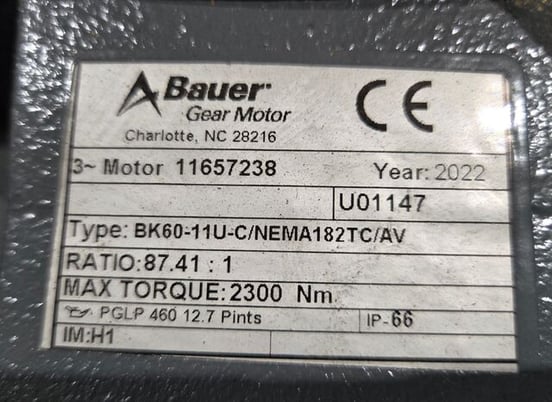 Bauer
Gear Motor
Charlotte, NC 28216
CE
3~ Motor 11657238 Year: 2022
U01147
Type: BK60-11U-C/NEMA182TC/AV
RATIO:87.41 : 1
MAX TORQUE:2300 Nm
PGLP 460 12.7 Pints IP-66
IM:H1